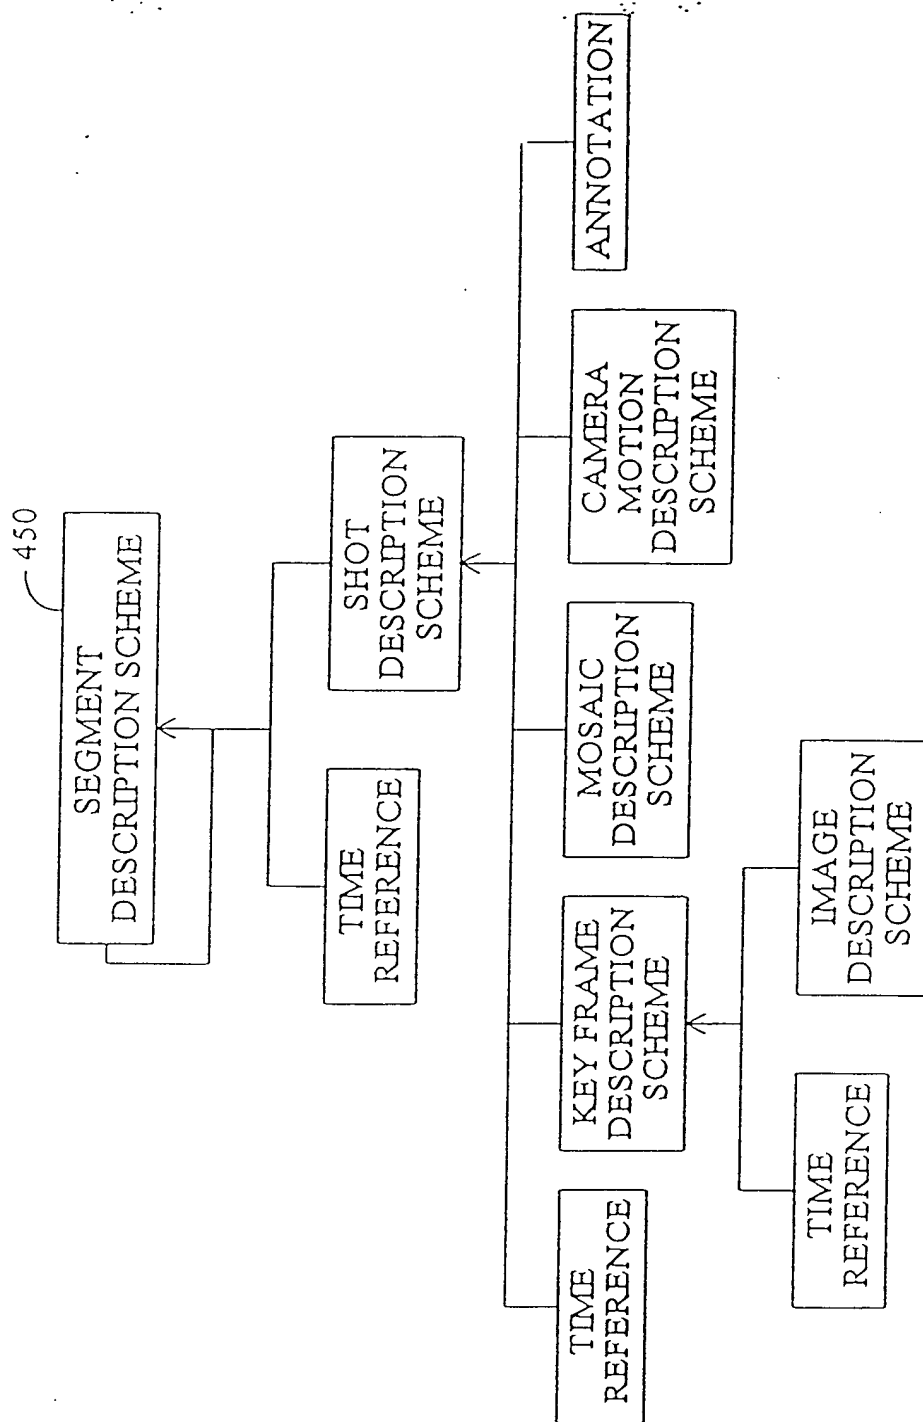 450
SEGMENT
DESCRIPTION SCHEME
TIME
REFERENCE
SHOT
DESCRIPTION
SCHEME
TIME
REFERENCE
KEY FRAME
DESCRIPTION
SCHEME
MOSAIC
DESCRIPTION
SCHEME
CAMERA
MOTION
DESCRIPTION
SCHEME
ANNOTATION
TIME
REFERENCE
IMAGE
DESCRIPTION
SCHEME